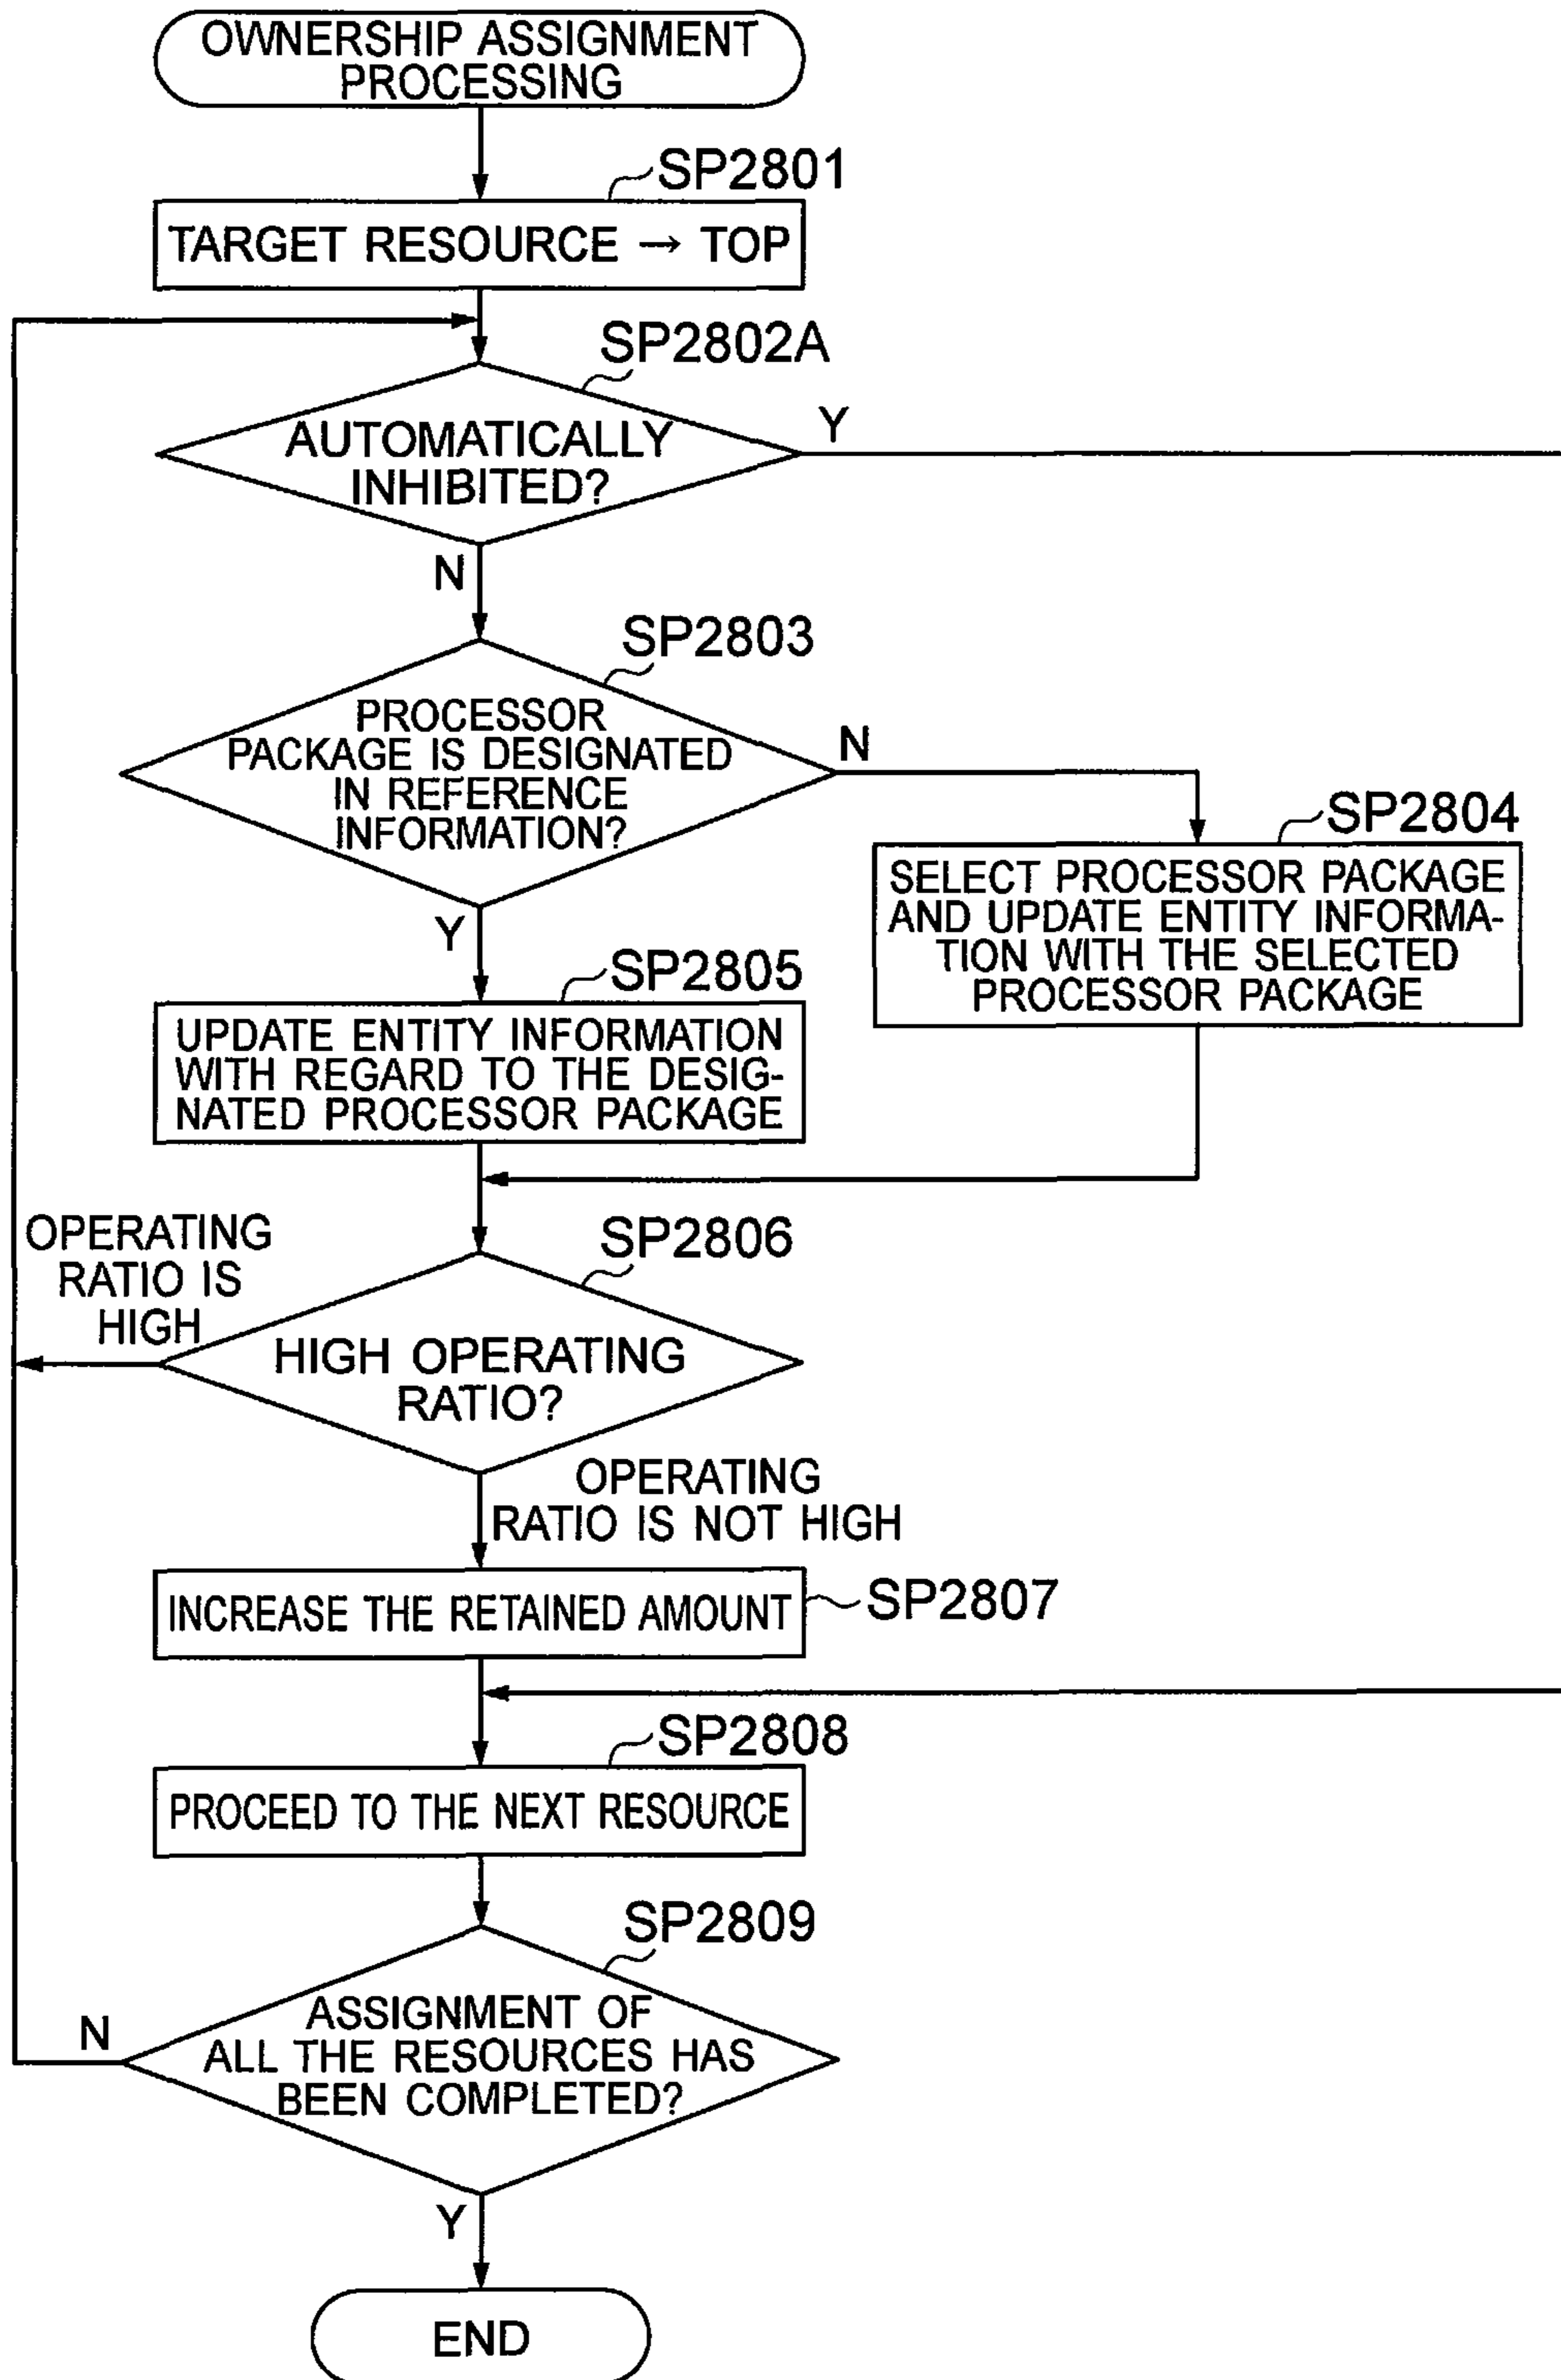 OWNERSHIP ASSIGNMENT
PROCESSING
SP2801
TARGET RESOURCE → TOP
SP2802A
AUTOMATICALLY
INHIBITED?
Y
N
SP2803
PROCESSOR
PACKAGE IS DESIGNATED
IN REFERENCE
INFORMATION?
N
SP2804
SELECT PROCESSOR PACKAGE
AND UPDATE ENTITY INFORMA-
TION WITH THE SELECTED
PROCESSOR PACKAGE
Y
SP2805
UPDATE ENTITY INFORMATION
WITH REGARD TO THE DESIG-
NATED PROCESSOR PACKAGE
OPERATING
RATIO IS
HIGH
SP2806
HIGH OPERATING
RATIO?
OPERATING
RATIO IS NOT HIGH
INCREASE THE RETAINED AMOUNT
SP2807
SP2808
PROCEED TO THE NEXT RESOURCE
SP2809
ASSIGNMENT OF
ALL THE RESOURCES HAS
BEEN COMPLETED?
N
Y
END